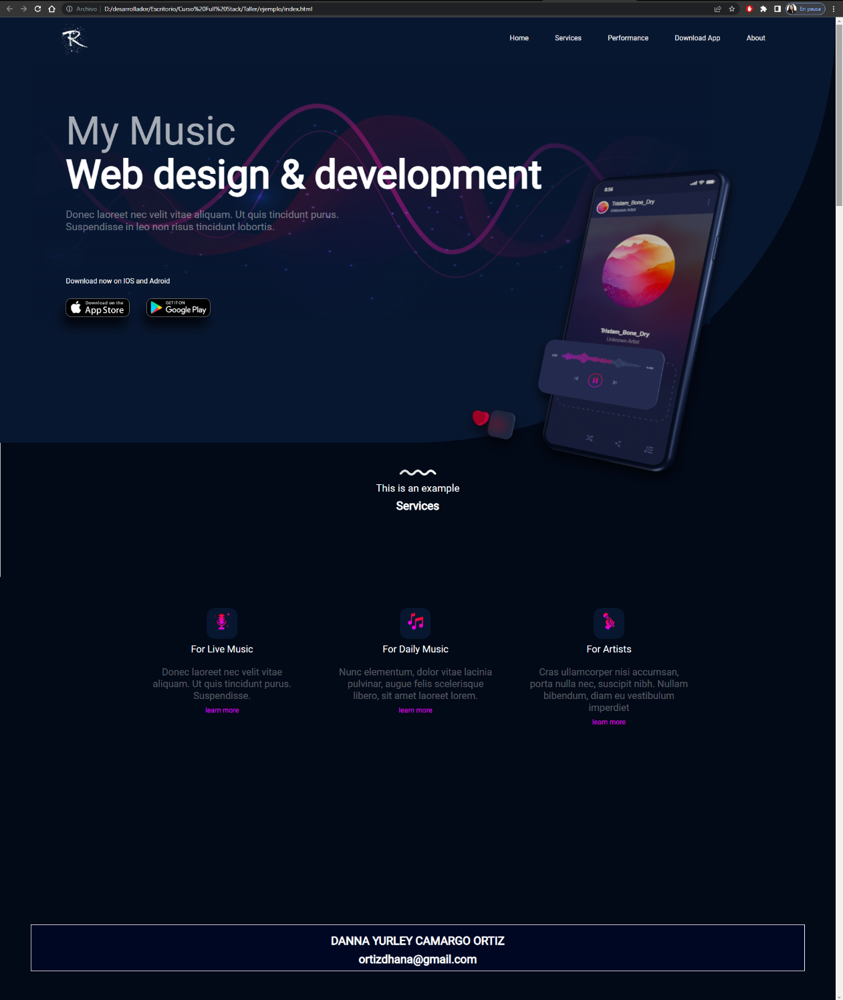 Archivo D:/desarrollador/Escritorio/Curso%20Full%20Stack/Taller/ejemplo/index.html En pausa
R
Home Services Performance Download App About
My Music
Web design & development
Donec laoreet nec velit vitae aliquam. Ut quis tincidunt purus.
Suspendisse in leo non risus tincidunt lobortis.
Download now on IOS and Adroid
Download on the
App Store
GET IT ON
Google Play
8:56
Tristam_Bone_Dry
Unknown Artist
Tristam_Bone_Dry
Unknown Artist
This is an example
Services
For Live Music
Donec laoreet nec velit vitae
aliquam. Ut quis tincidunt purus.
Suspendisse.
learn more
For Daily Music
Nunc elementum, dolor vitae lacinia
pulvinar, augue felis scelerisque
libero, sit amet laoreet lorem.
learn more
For Artists
Cras ullamcorper nisi accumsan,
porta nulla nec, suscipit nibh. Nullam
bibendum, diam eu vestibulum
imperdiet
learn more
DANNA YURLEY CAMARGO ORTIZ
ortizdhana@gmail.com